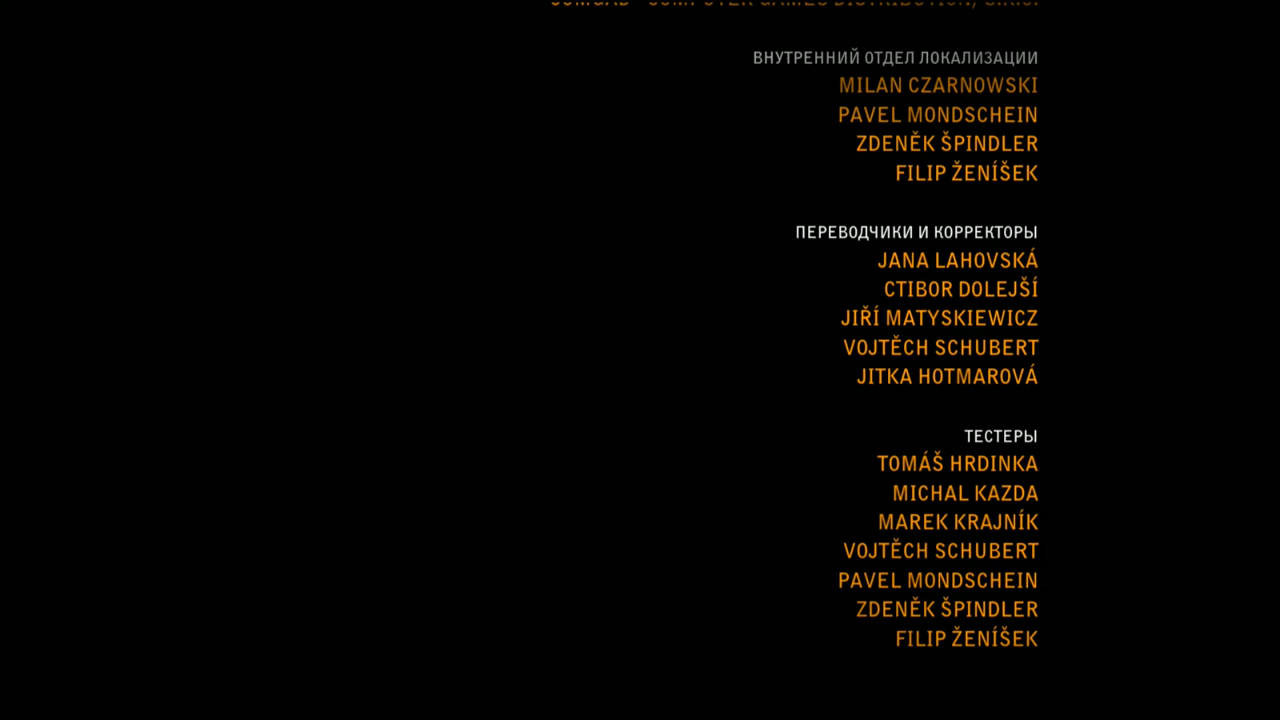 ВНУТРЕННИЙ ОТДЕЛ ЛОКАЛИЗАЦИИ
MILAN CZARNOWSKI
PAVEL MONDSCHEIN
ZDENĚK ŠPINDLER
FILIP ŽENÍŠEK
ПЕРЕВОДЧИКИ И КОРРЕКТОРЫ
JANA LAHOVSKÁ
CTIBOR DOLEJŠÍ
JIŘÍ MATYSKIEWICZ
VOJTĚCH SCHUBERT
JITKA HOTMAROVÁ
ТЕСТЕРЫ
TOMÁŠ HRDINKA
MICHAL KAZDA
MAREK KRAJNÍK
VOJTĚCH SCHUBERT
PAVEL MONDSCHEIN
ZDENĚK ŠPINDLER
FILIP ŽENÍŠEK